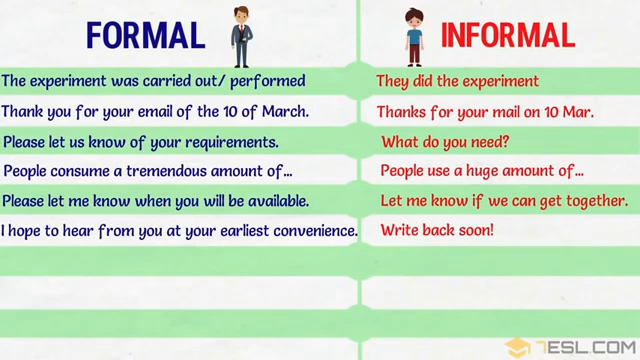 FORMAL INFORMAL
The experiment was carried out/ performed They did the experiment
Thank you for your email of the 10 of March. Thanks for your mail on 10 Mar.
Please let us know of your requirements. What do you need?
People consume a tremendous amount of... People use a huge amount of...
Please let me know when you will be available. Let me know if we can get together.
I hope to hear from you at your earliest convenience. Write back soon!
7ESL.COM